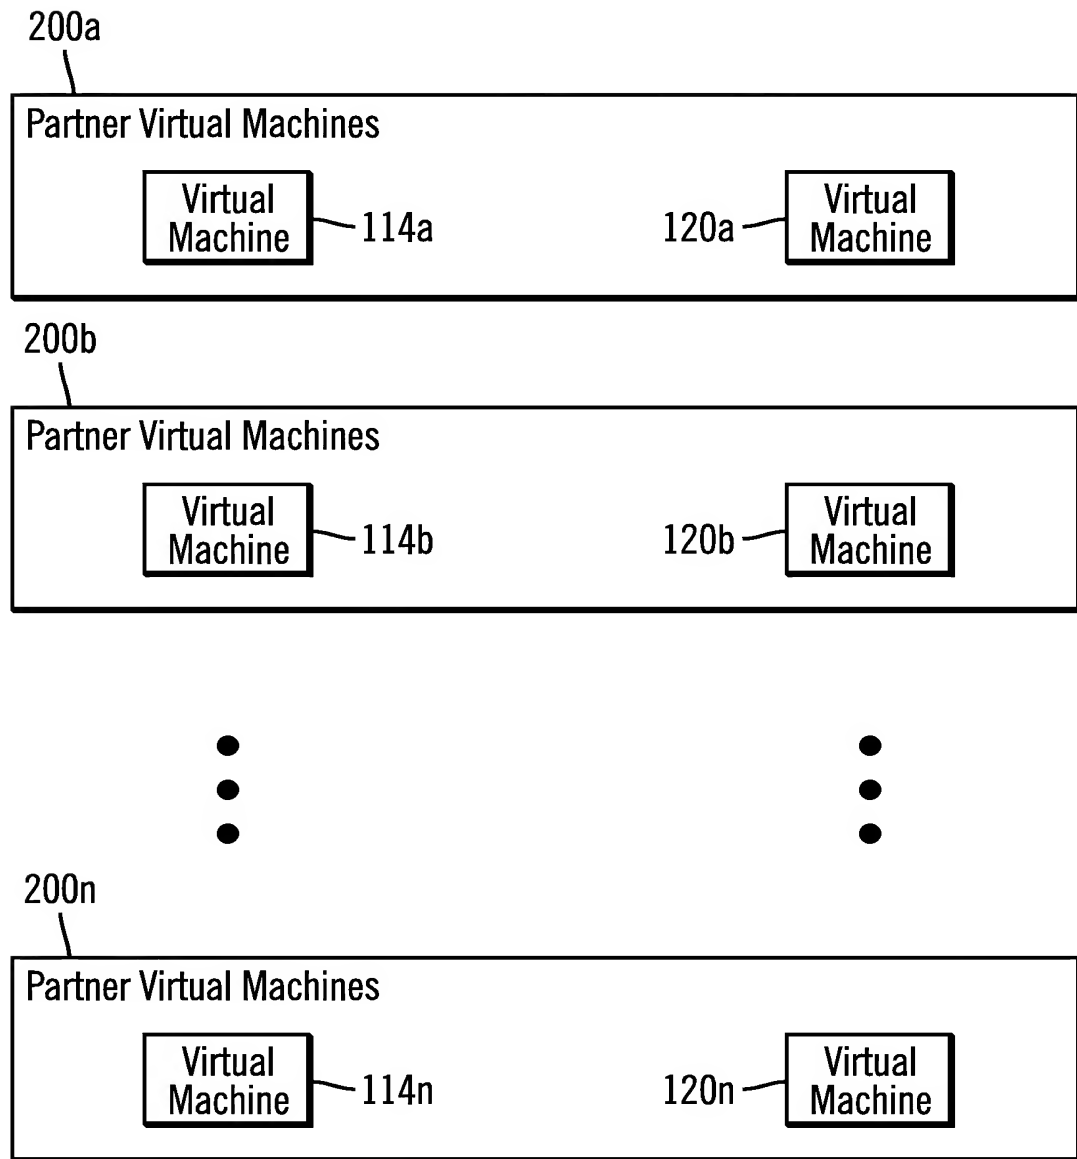 200a
Partner Virtual Machines
Virtual
Machine
114a
120a
Virtual
Machine
200b
Partner Virtual Machines
Virtual
Machine
114b
120b
Virtual
Machine
200n
Partner Virtual Machines
Virtual
Machine
114n
120n
Virtual
Machine